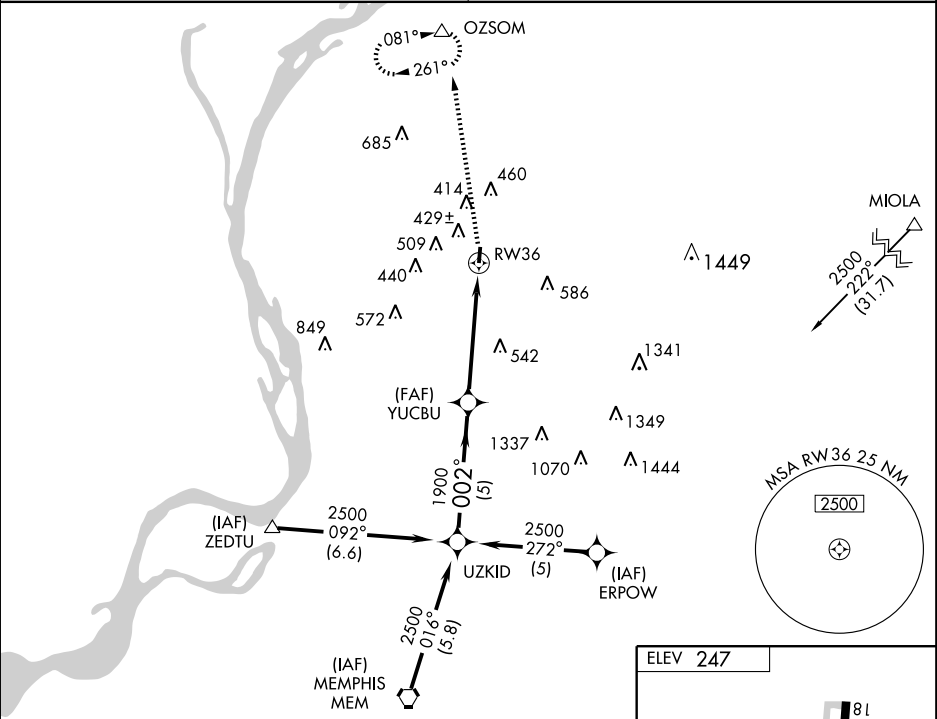 OZSOM
081°
261°
685
460
414
429±
509
440
RW36
MIOLA
2500
222°
(31.7)
1449
586
572
849
542
1341
(FAF)
YUCBU
1349
1337
1070
1444
1900
002°
(5)
MSA RW36 25 NM
2500
(IAF)
ZEDTU
2500
092°
(6.6)
2500
272°
(5)
UZKID
(IAF)
ERPOW
2500
016°
(5.8)
(IAF)
MEMPHIS
MEM
ELEV 247
18